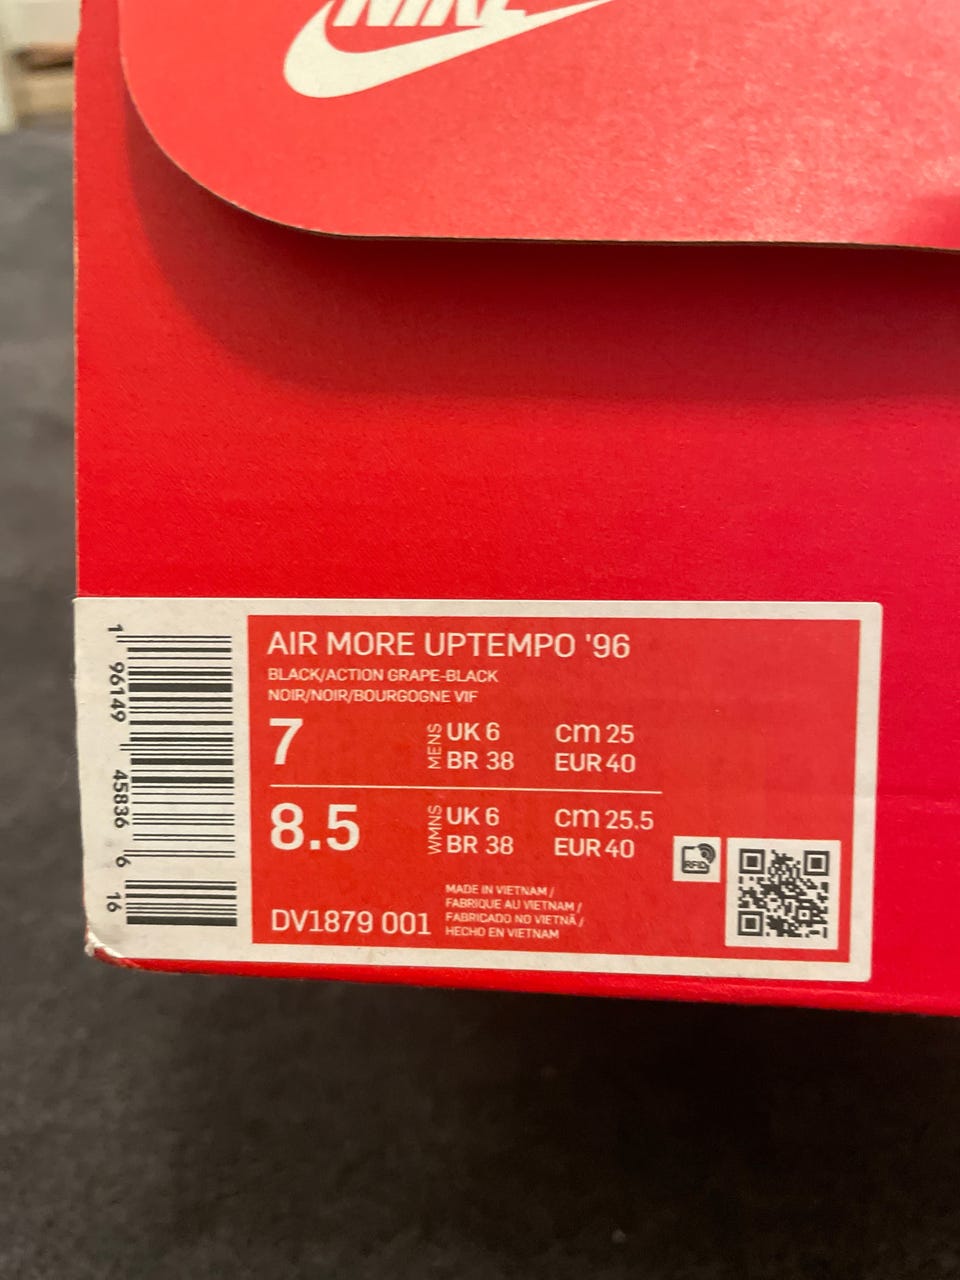 NIKE
AIR MORE UPTEMPO '96
BLACK/ACTION GRAPE-BLACK
NOIR/NOIR/BOURGOGNE VIF
7 MENS UK 6 cm 25
BR 38 EUR 40
8.5 WMNS UK 6 cm 25.5
BR 38 EUR 40
RFID
MADE IN VIETNAM /
FABRIQUE AU VIETNAM /
FABRICADO NO VIETNÃ /
HECHO EN VIETNAM
DV1879 001
1 96149 45836 6 16